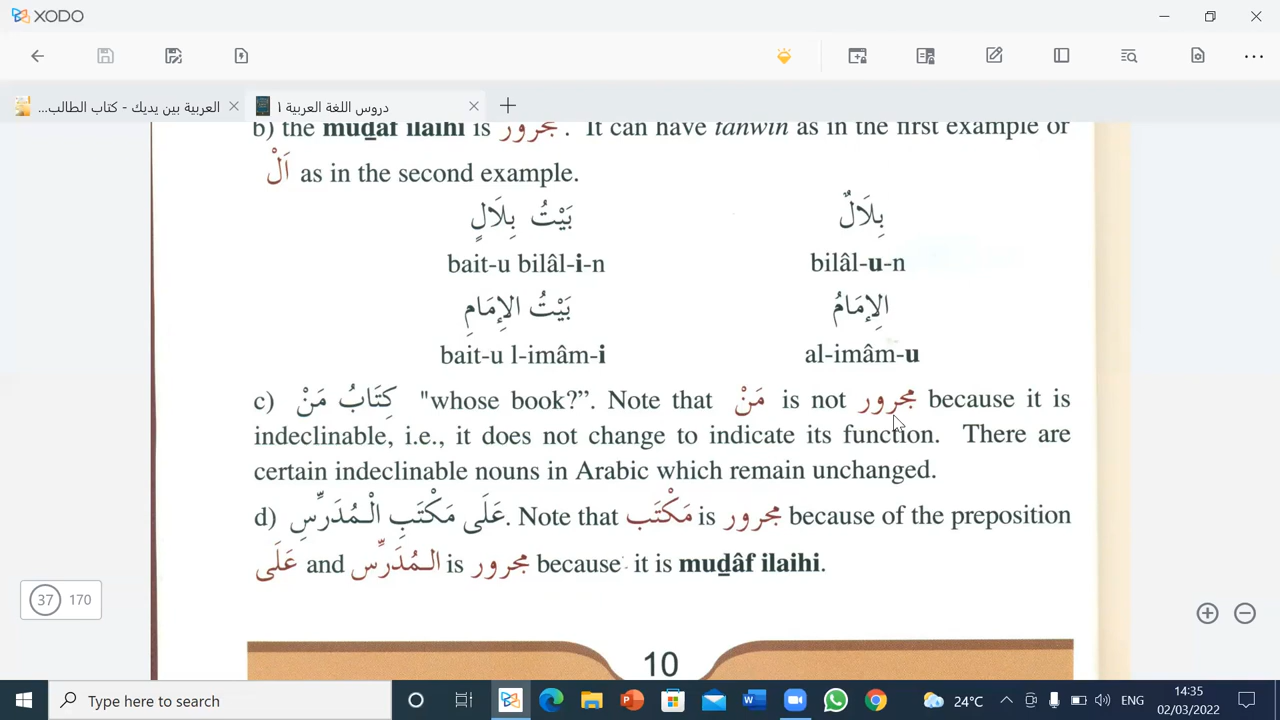 XODO
العربية بين يديك - كتاب الطالب...
دروس اللغة العربية ١
b) the muḏaf ilaihi is مجرور. It can have tanwin as in the first example or
اَلْ as in the second example.
بَيْتُ بِلَالٍ بِلَالٌ
bait-u bilâl-i-n bilâl-u-n
بَيْتُ الإِمَامِ الإِمَامُ
bait-u l-imâm-i al-imâm-u
c) كِتَابُ مَنْ "whose book?”. Note that مَنْ is not مجرور because it is
indeclinable, i.e., it does not change to indicate its function. There are
certain indeclinable nouns in Arabic which remain unchanged.
d) عَلَى مَكْتَبِ الْمُدَرِّسِ. Note that مَكْتَب is مجرور because of the preposition
عَلَى and الـمُدَرِّس is مجرور because it is muḏâf ilaihi.
37 170
10
Type here to search
24°C
ENG
14:35
02/03/2022